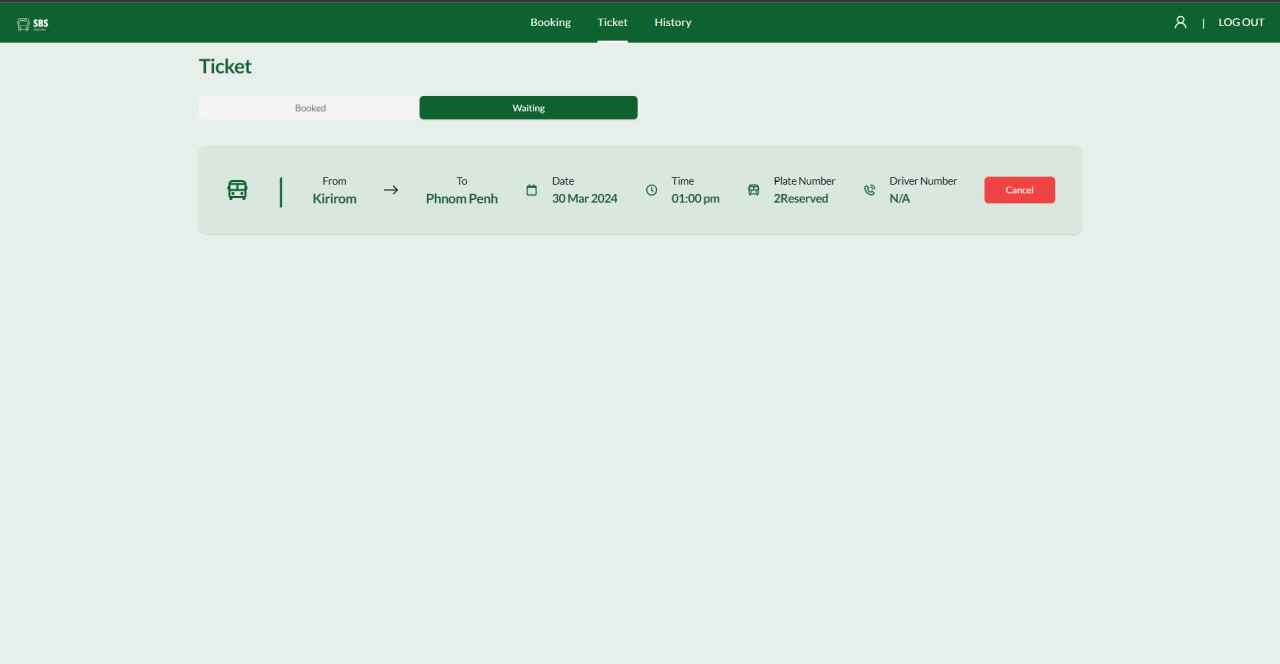 SBS
Booking
Ticket
History
|
LOG OUT
Ticket
Booked
Waiting
From
Kirirom
To
Phnom Penh
Date
30 Mar 2024
Time
01:00 pm
Plate Number
2Reserved
Driver Number
N/A
Cancel